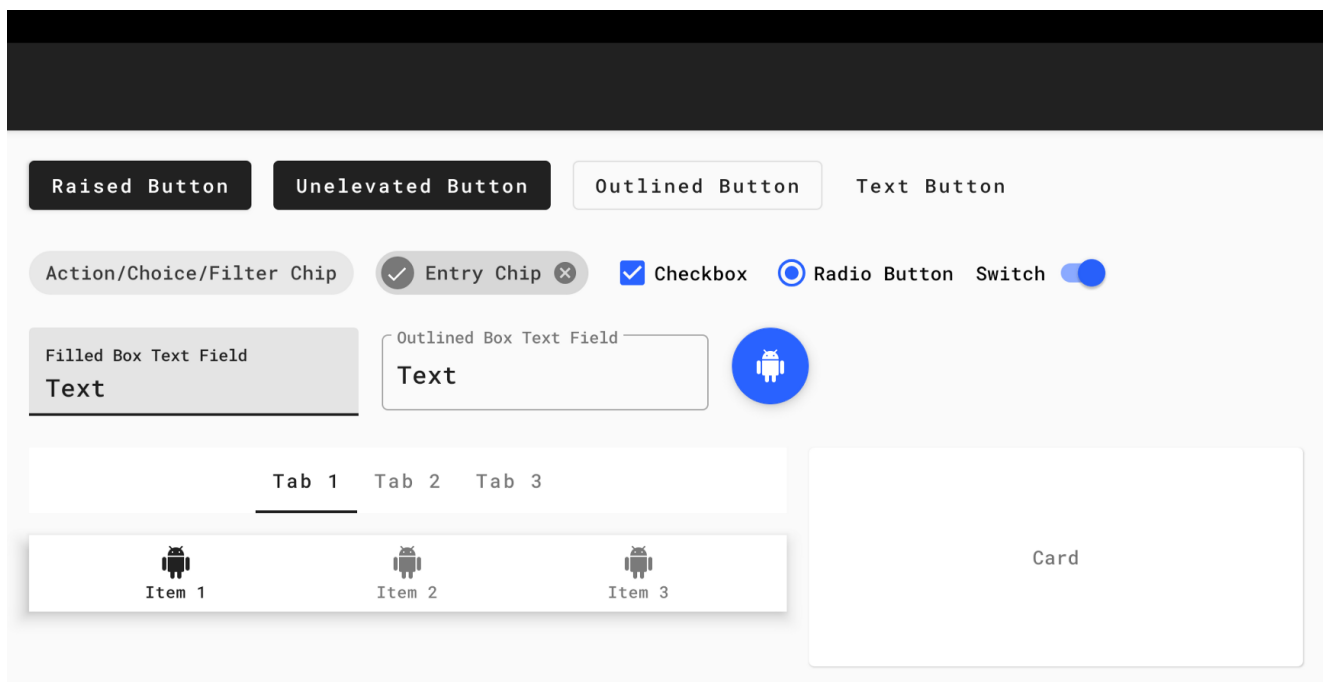 Raised Button
Unelevated Button
Outlined Button
Text Button
Action/Choice/Filter Chip
Entry Chip
Checkbox
Radio Button
Switch
Filled Box Text Field
Text
Outlined Box Text Field
Text
Tab 1
Tab 2
Tab 3
Item 1
Item 2
Item 3
Card